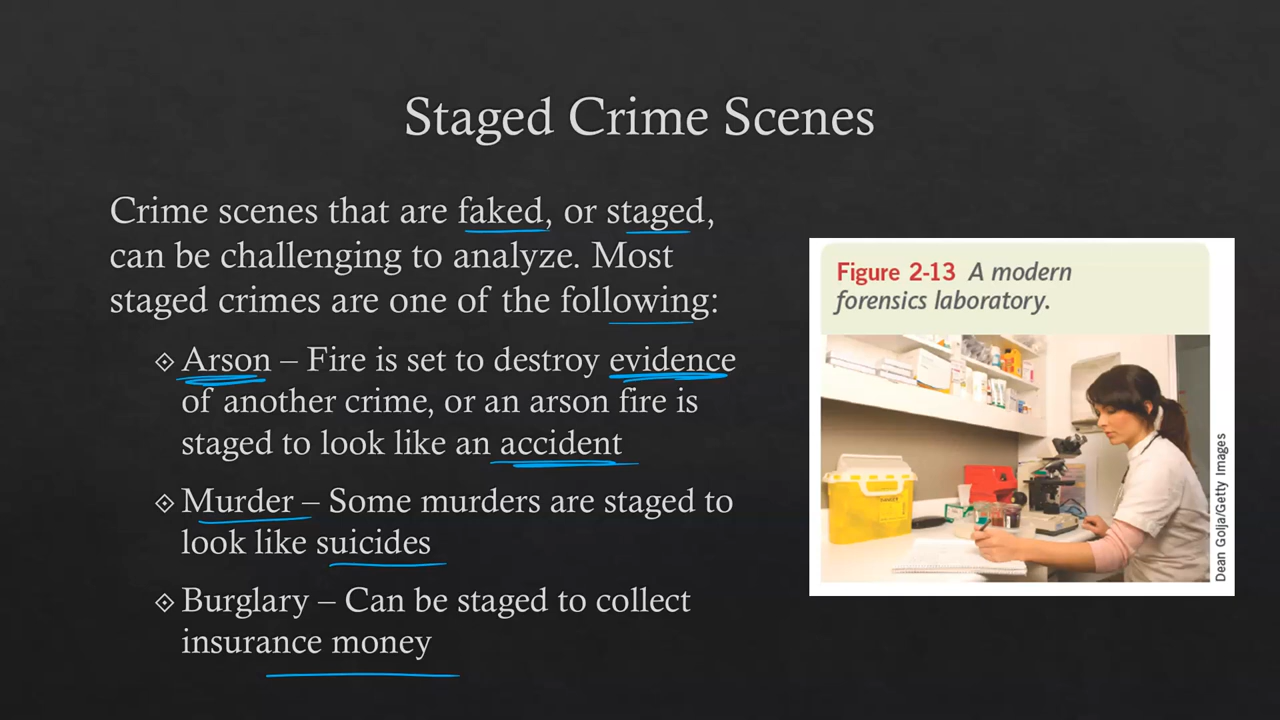 Staged Crime Scenes
Crime scenes that are faked, or staged,
can be challenging to analyze. Most
staged crimes are one of the following:
Arson – Fire is set to destroy evidence
of another crime, or an arson fire is
staged to look like an accident
Murder – Some murders are staged to
look like suicides
Burglary – Can be staged to collect
insurance money
Figure 2-13 A modern
forensics laboratory.
Dean Golja/Getty Images